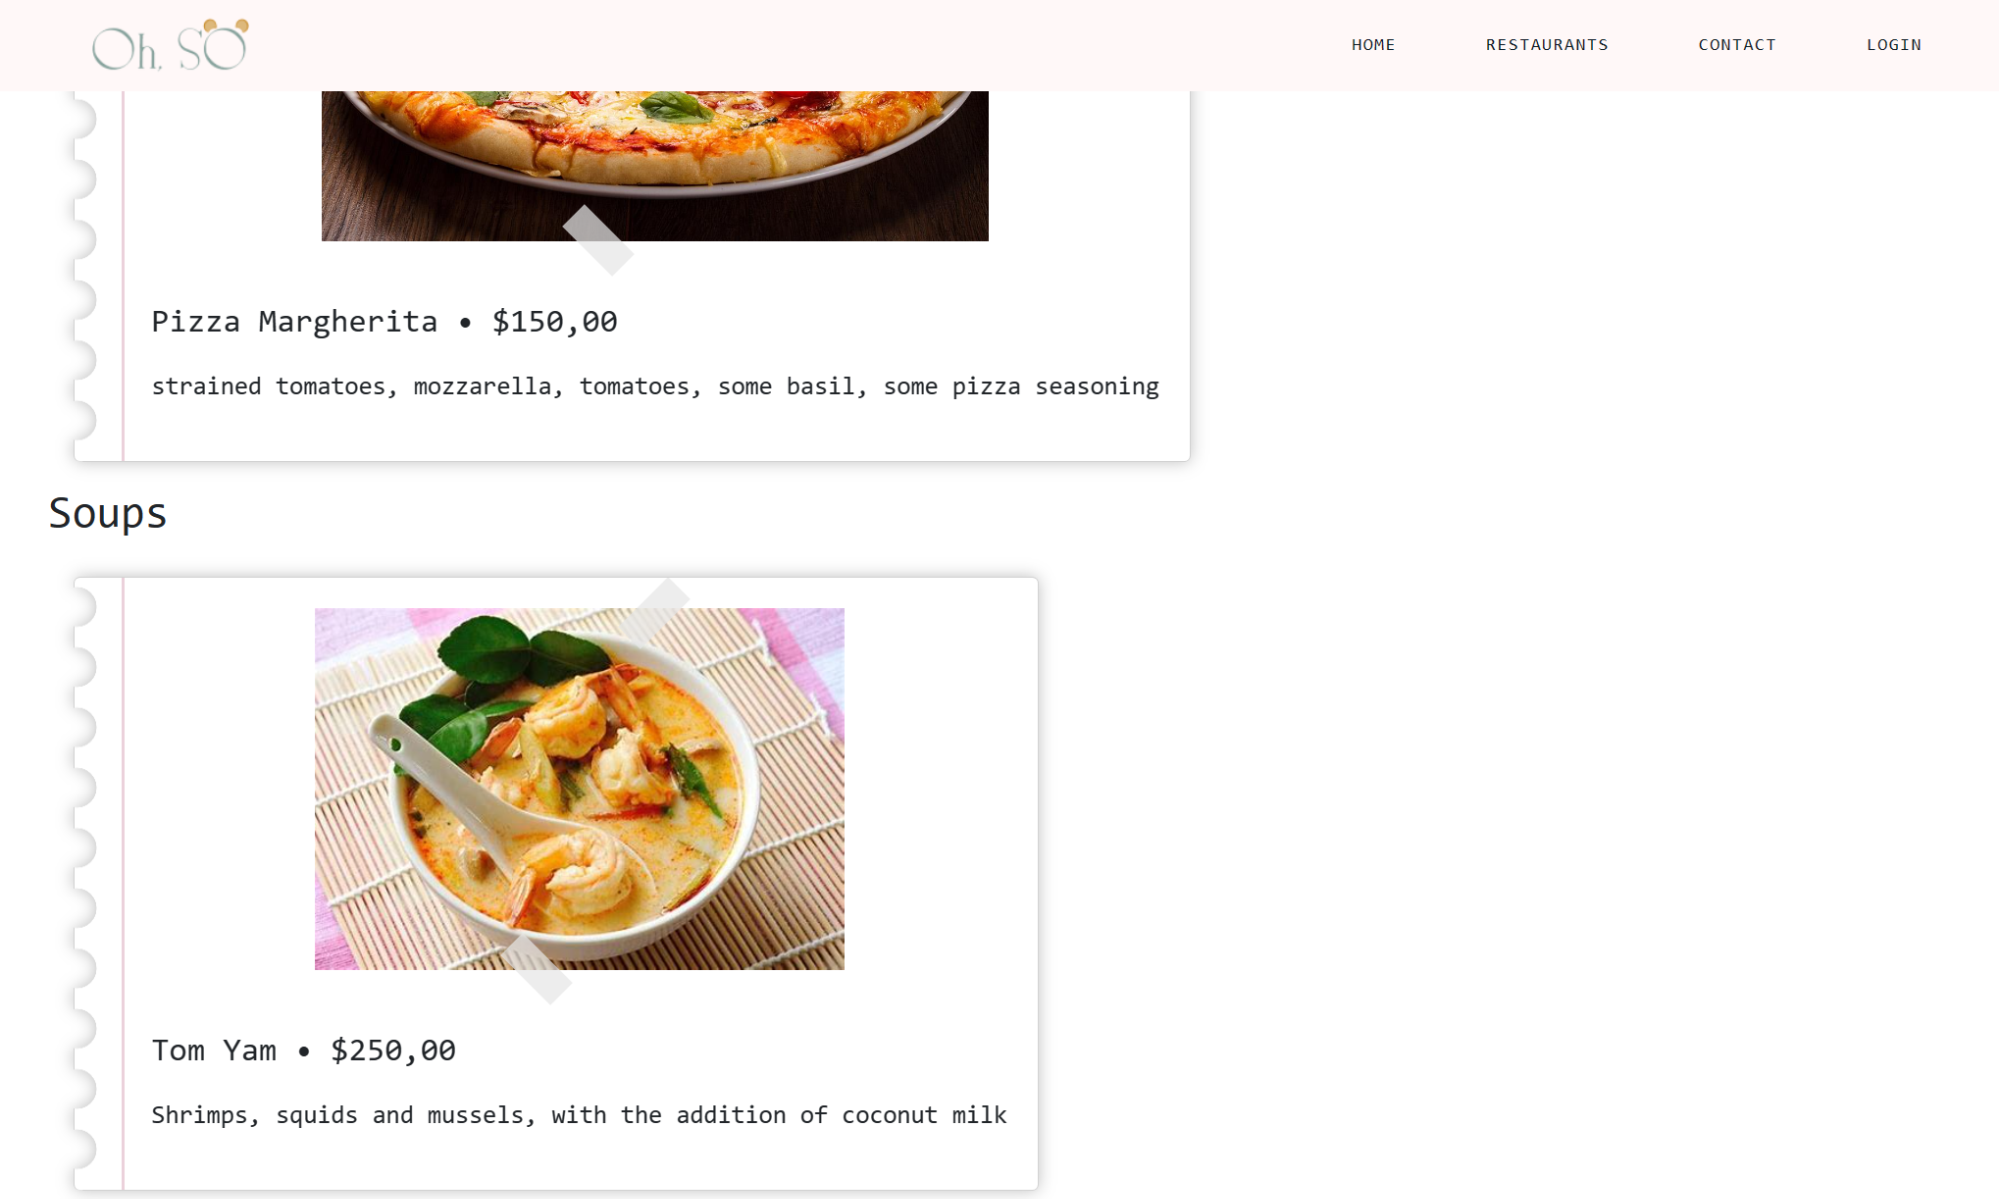 Oh, SO
HOME
RESTAURANTS
CONTACT
LOGIN
Pizza Margherita • $150,00
strained tomatoes, mozzarella, tomatoes, some basil, some pizza seasoning
Soups
Tom Yam • $250,00
Shrimps, squids and mussels, with the addition of coconut milk